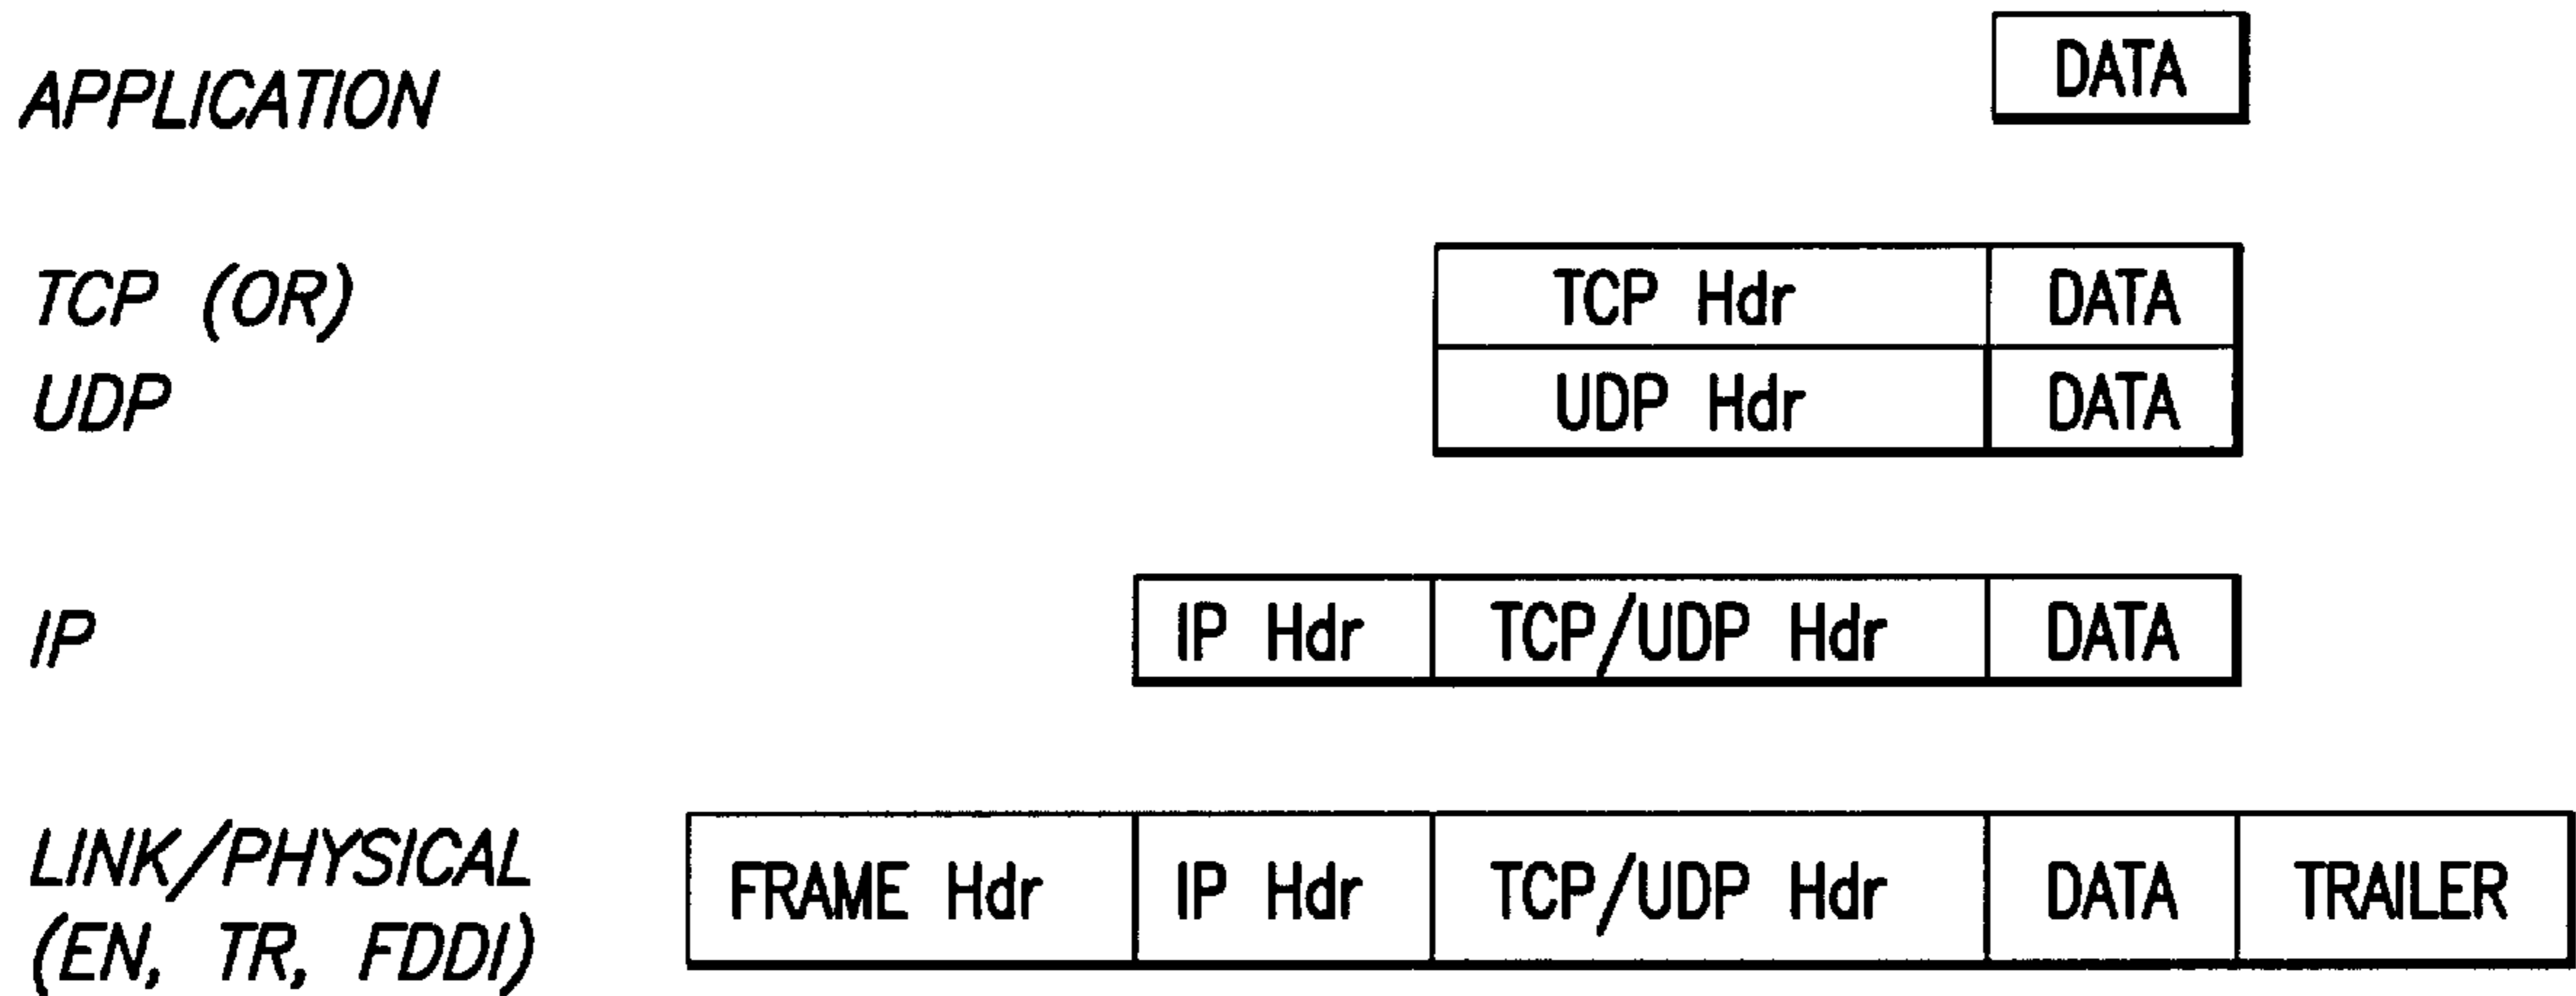 APPLICATION DATA
TCP (OR) TCP Hdr DATA
UDP UDP Hdr DATA
IP IP Hdr TCP/UDP Hdr DATA
LINK/PHYSICAL FRAME Hdr IP Hdr TCP/UDP Hdr DATA TRAILER
(EN, TR, FDDI)